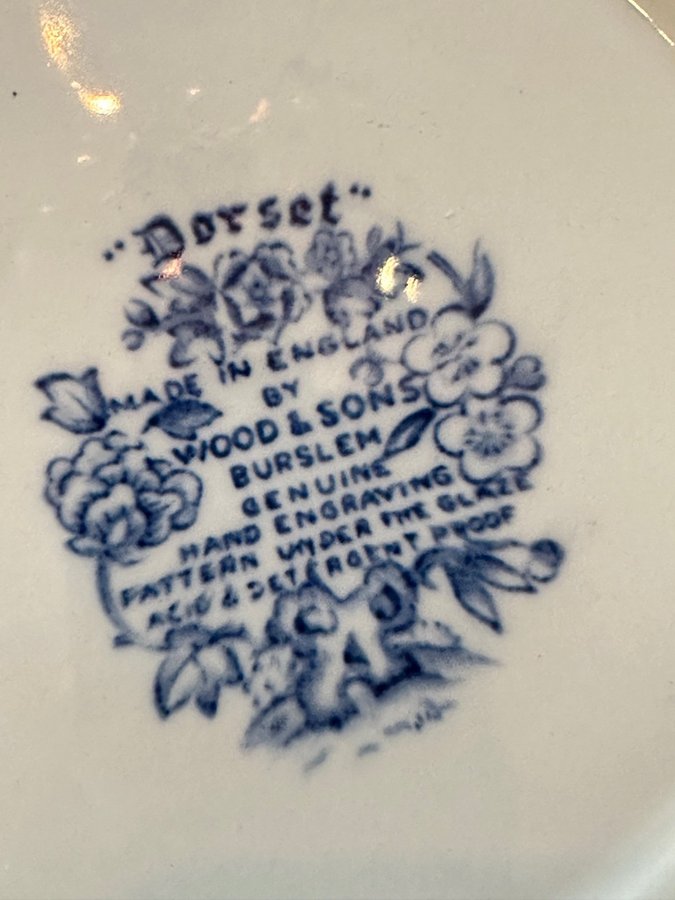 "Dorset"
MADE IN ENGLAND
BY
WOOD & SONS
BURSLEM
GENUINE
HAND ENGRAVING
PATTERN UNDER THE GLAZE
ACID & DETERGENT PROOF